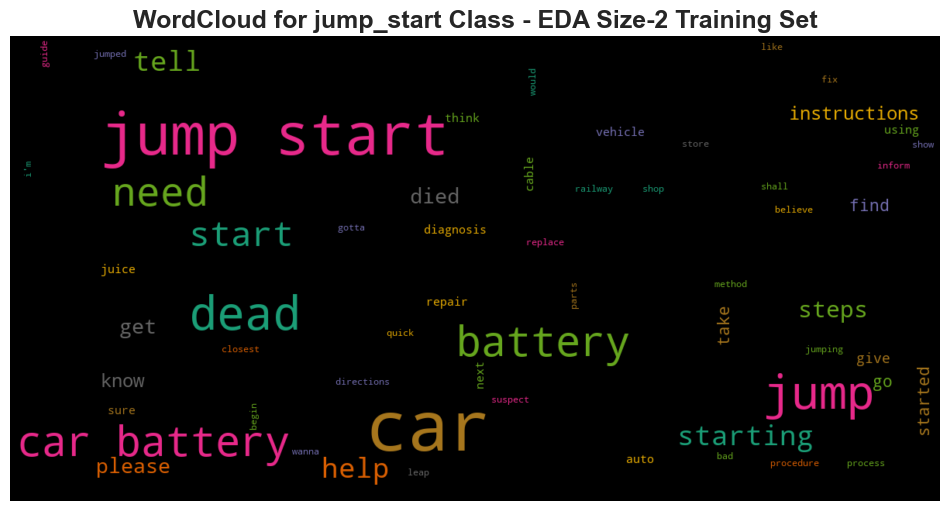 WordCloud for jump_start Class - EDA Size-2 Training Set
guide
jumped
tell
like
would
fix
jump start
think
instructions
using
vehicle
store
show
i'm
cable
inform
need
died
railway
shop
shall
believe
find
start
gotta
diagnosis
replace
juice
method
dead
repair
parts
steps
get
quick
battery
take
closest
jumping
give
know
directions
next
jump
go
started
sure
begin
suspect
car
car battery
wanna
starting
please
help
leap
auto
bad
procedure
process